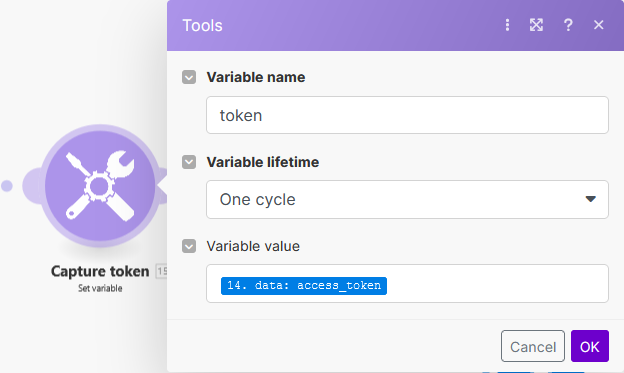 Tools
?
Variable name
token
Variable lifetime
One cycle
Variable value
14. data: access_token
Capture token
Set variable
Cancel
OK